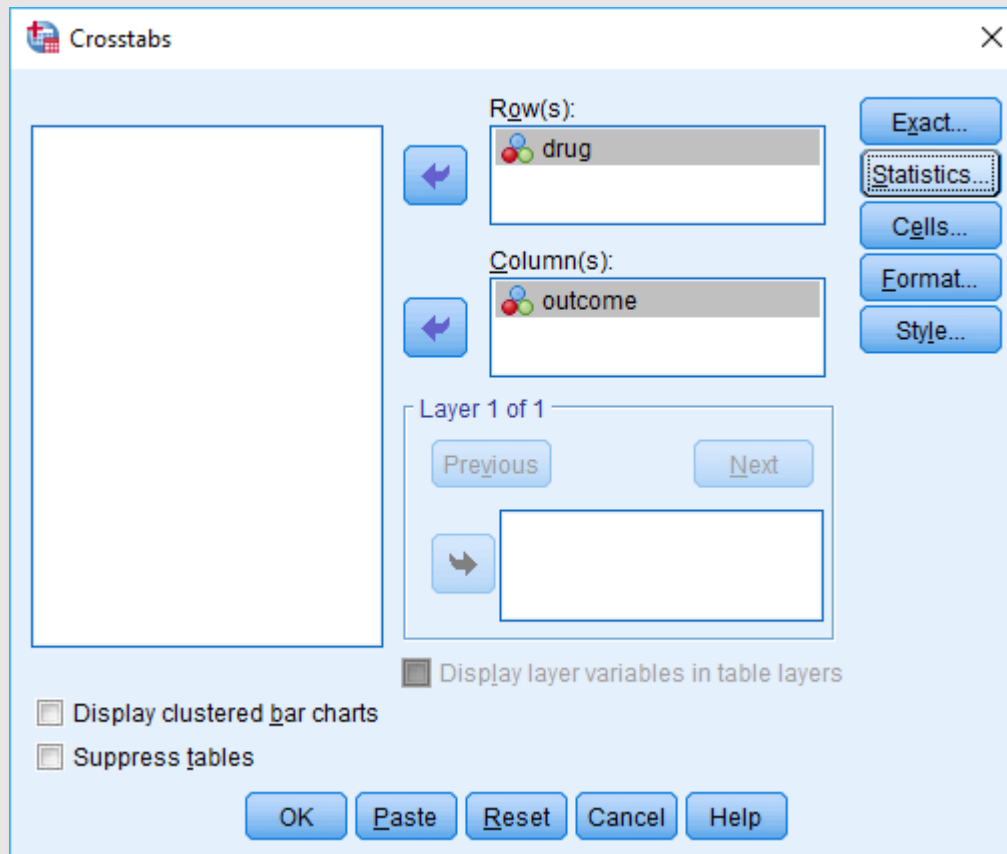 Crosstabs
Row(s):
drug
Column(s):
outcome
Layer 1 of 1
Previous
Next
Display layer variables in table layers
Display clustered bar charts
Suppress tables
Exact...
Statistics...
Cells...
Format...
Style...
OK
Paste
Reset
Cancel
Help